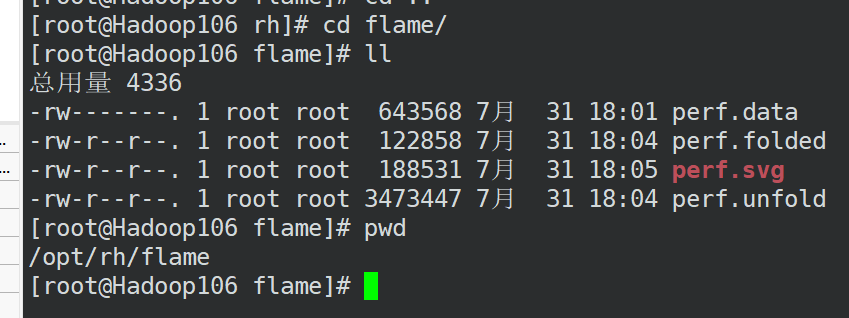 [root@Hadoop106 rh]# cd flame/
[root@Hadoop106 flame]# ll
总用量 4336
-rw-------. 1 root root  643568 7月  31 18:01 perf.data
-rw-r--r--. 1 root root  122858 7月  31 18:04 perf.folded
-rw-r--r--. 1 root root  188531 7月  31 18:05 perf.svg
-rw-r--r--. 1 root root 3473447 7月  31 18:04 perf.unfold
[root@Hadoop106 flame]# pwd
/opt/rh/flame
[root@Hadoop106 flame]#